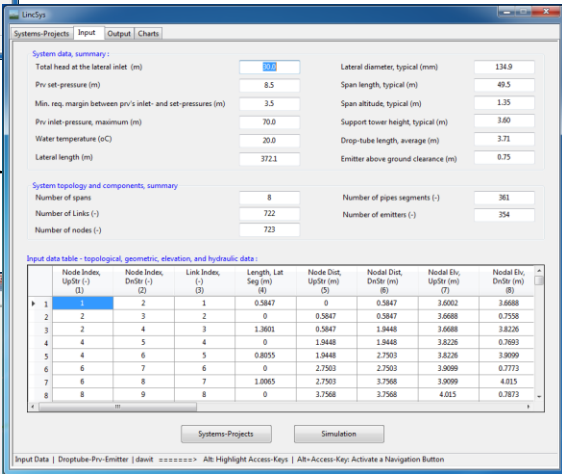 LincSys
Systems-Projects Input Output Charts
System data, summary :
Total head at the lateral inlet (m) 30.0 Lateral diameter, typical (mm) 134.9
Prv set-pressure (m) 8.5 Span length, typical (m) 49.5
Min. req. margin between prv's inlet- and set-pressures (m) 3.5 Span altitude, typical (m) 1.35
Prv inlet-pressure, maximum (m) 70.0 Support tower height, typical (m) 3.60
Water temperature (oC) 20.0 Drop-tube length, average (m) 3.71
Lateral length (m) 372.1 Emitter above ground clearance (m) 0.75
System topology and components, summary
Number of spans 8 Number of pipes segments (-) 361
Number of Links (-) 722 Number of emitters (-) 354
Number of nodes (-) 723
Input data table - topological, geometric, elevation, and hydraulic data :
Node Index, Node Index, Link Index, Length, Lat Node Dist, Nodal Dist, Nodal Elv, Nodal Elv,
UpStr (-) DnStr (-) (-) Seg (m) UpStr (m) DnStr (m) UpStr (m) DnStr (m)
(1) (2) (3) (4) (5) (6) (7) (8)
1 1 2 1 0.5847 0 0.5847 3.6002 3.6688
2 2 3 2 0 0.5847 0.5847 3.6688 0.7558
3 2 4 3 1.3601 0.5847 1.9448 3.6688 3.8226
4 4 5 4 0 1.9448 1.9448 3.8226 0.7693
5 4 6 5 0.8055 1.9448 2.7503 3.8226 3.9099
6 6 7 6 0 2.7503 2.7503 3.9099 0.7773
7 6 8 7 1.0065 2.7503 3.7568 3.9099 4.015
8 8 9 8 0 3.7568 3.7568 4.015 0.7873
Systems-Projects Simulation
Input Data | Droptube-Prv-Emitter | dawit =======> Alt: Highlight Access-Keys | Alt+Access-Key: Activate a Navigation Button